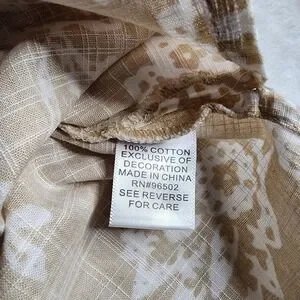 100% COTTON
EXCLUSIVE OF
DECORATION
MADE IN CHINA
RN#96502
SEE REVERSE
FOR CARE